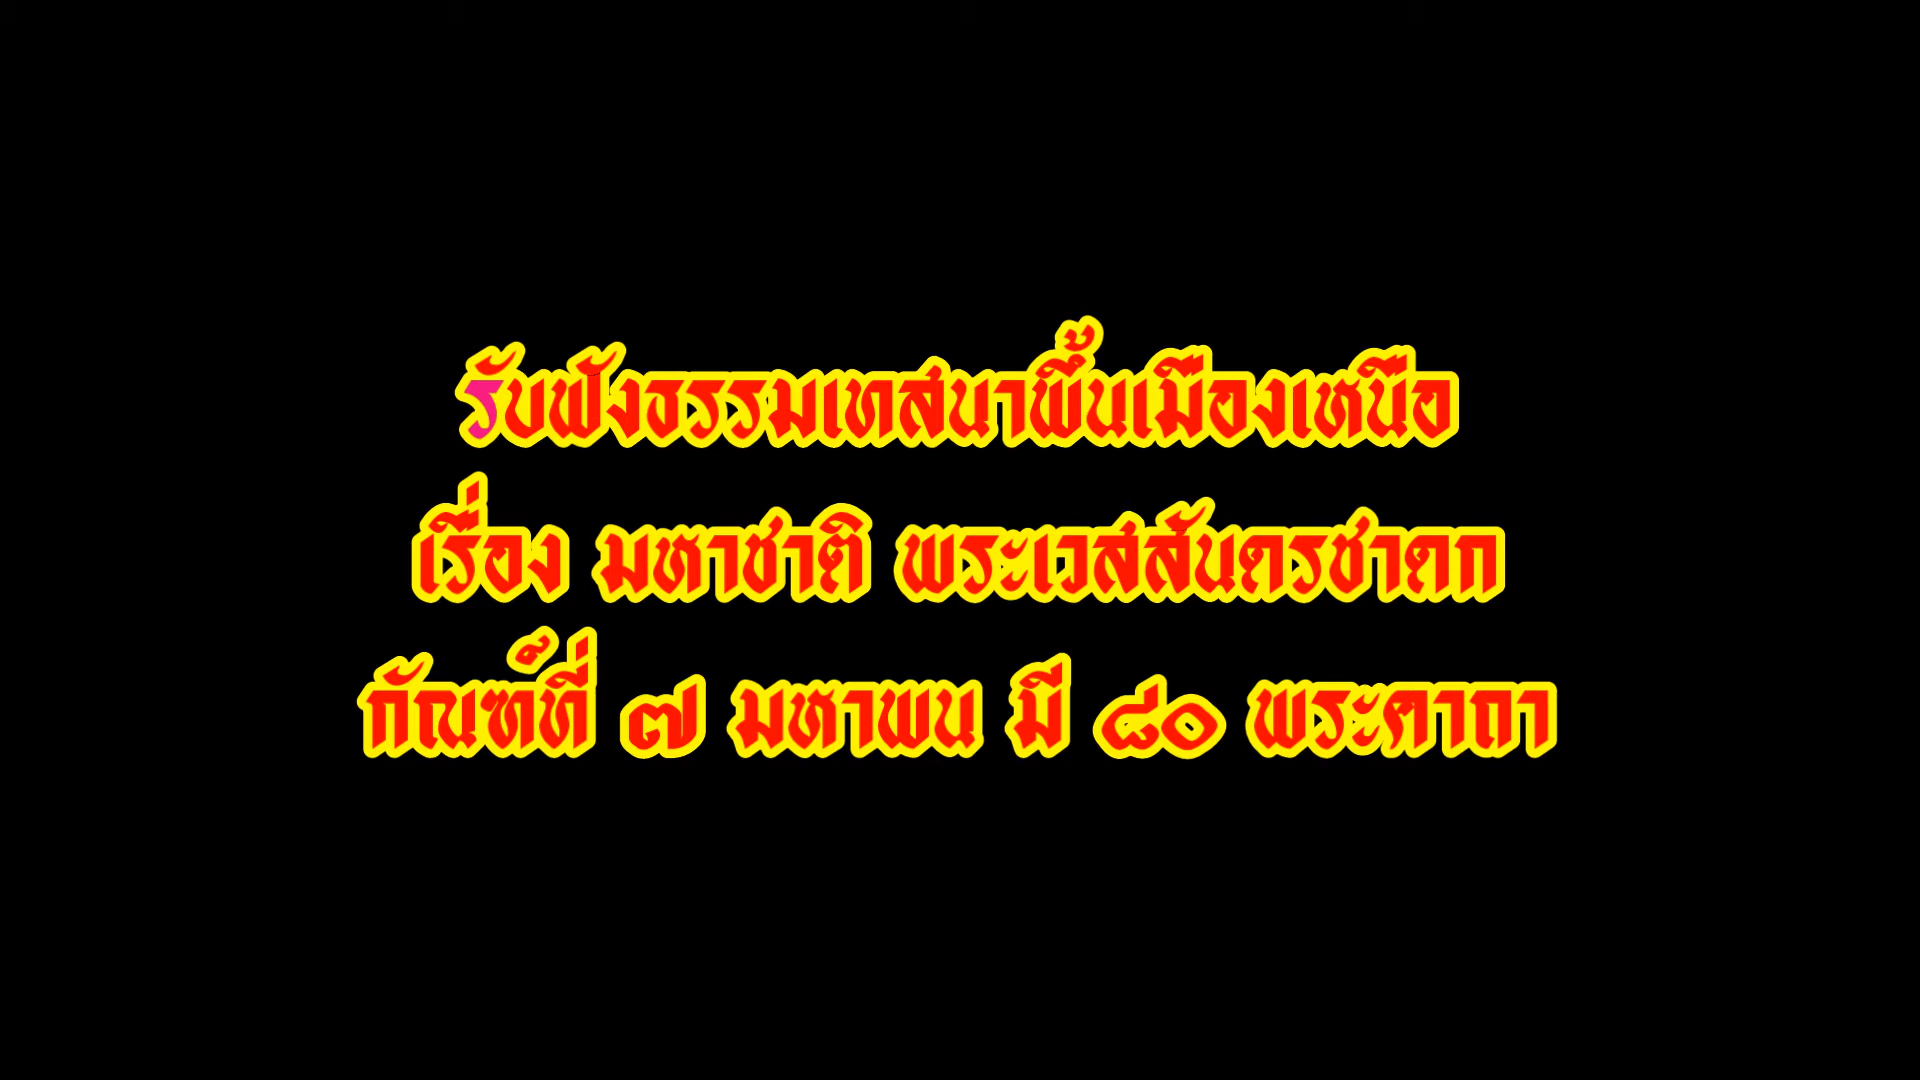 รับฟังธรรมเทสนาพื้นเมืองเหนือ
เรื่อง มหาชาติ พระเวสสันดรชาดก
กัณฑ์ที่ ๗ มหาพน มี ๘๐ พระคาถา